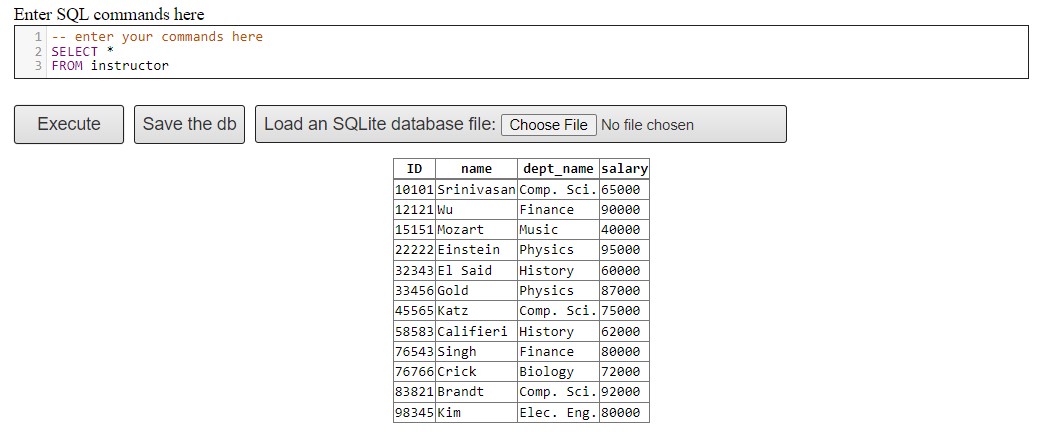 Enter SQL commands here
1 -- enter your commands here
2 SELECT *
3 FROM instructor
Execute Save the db Load an SQLite database file: Choose File No file chosen
ID name dept_name salary
10101 Srinivasan Comp. Sci. 65000
12121 Wu Finance 90000
15151 Mozart Music 40000
22222 Einstein Physics 95000
32343 El Said History 60000
33456 Gold Physics 87000
45565 Katz Comp. Sci. 75000
58583 Califieri History 62000
76543 Singh Finance 80000
76766 Crick Biology 72000
83821 Brandt Comp. Sci. 92000
98345 Kim Elec. Eng. 80000